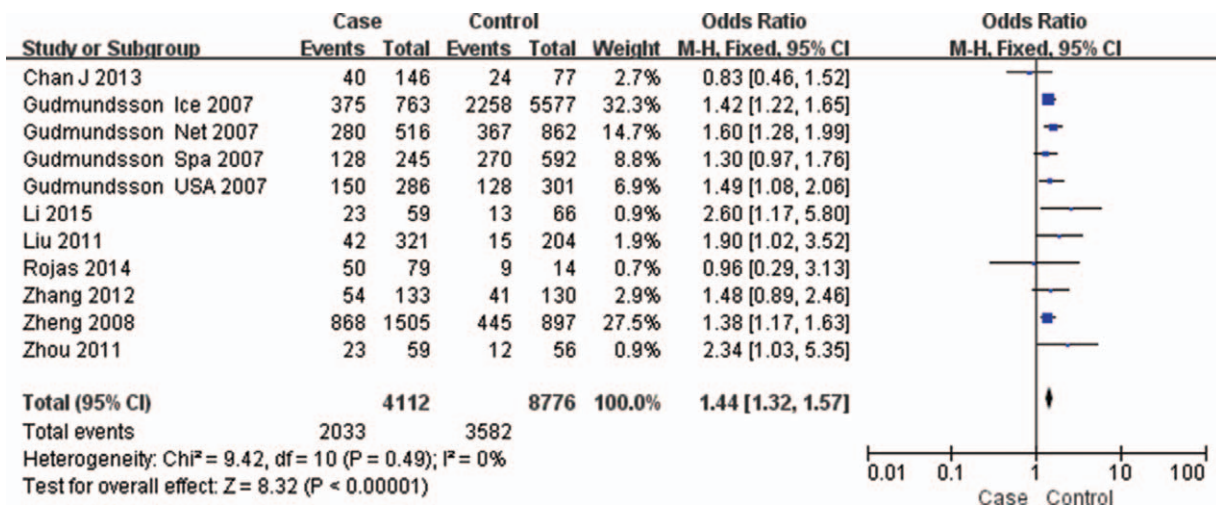 Case Control Odds Ratio Odds Ratio
Study or Subgroup Events Total Events Total Weight M-H, Fixed, 95% CI M-H, Fixed, 95% CI
Chan J 2013 40 146 24 77 2.7% 0.83 [0.46, 1.52]
Gudmundsson Ice 2007 375 763 2258 5577 32.3% 1.42 [1.22, 1.65]
Gudmundsson Net 2007 280 516 367 862 14.7% 1.60 [1.28, 1.99]
Gudmundsson Spa 2007 128 245 270 592 8.8% 1.30 [0.97, 1.76]
Gudmundsson USA 2007 150 286 128 301 6.9% 1.49 [1.08, 2.06]
Li 2015 23 59 13 66 0.9% 2.60 [1.17, 5.80]
Liu 2011 42 321 15 204 1.9% 1.90 [1.02, 3.52]
Rojas 2014 50 79 9 14 0.7% 0.96 [0.29, 3.13]
Zhang 2012 54 133 41 130 2.9% 1.48 [0.89, 2.46]
Zheng 2008 868 1505 445 897 27.5% 1.38 [1.17, 1.63]
Zhou 2011 23 59 12 56 0.9% 2.34 [1.03, 5.35]
Total (95% CI) 4112 8776 100.0% 1.44 [1.32, 1.57]
Total events 2033 3582
Heterogeneity: Chi² = 9.42, df = 10 (P = 0.49); I² = 0%
Test for overall effect: Z = 8.32 (P < 0.00001)
0.01 0.1 1 10 100
Case Control